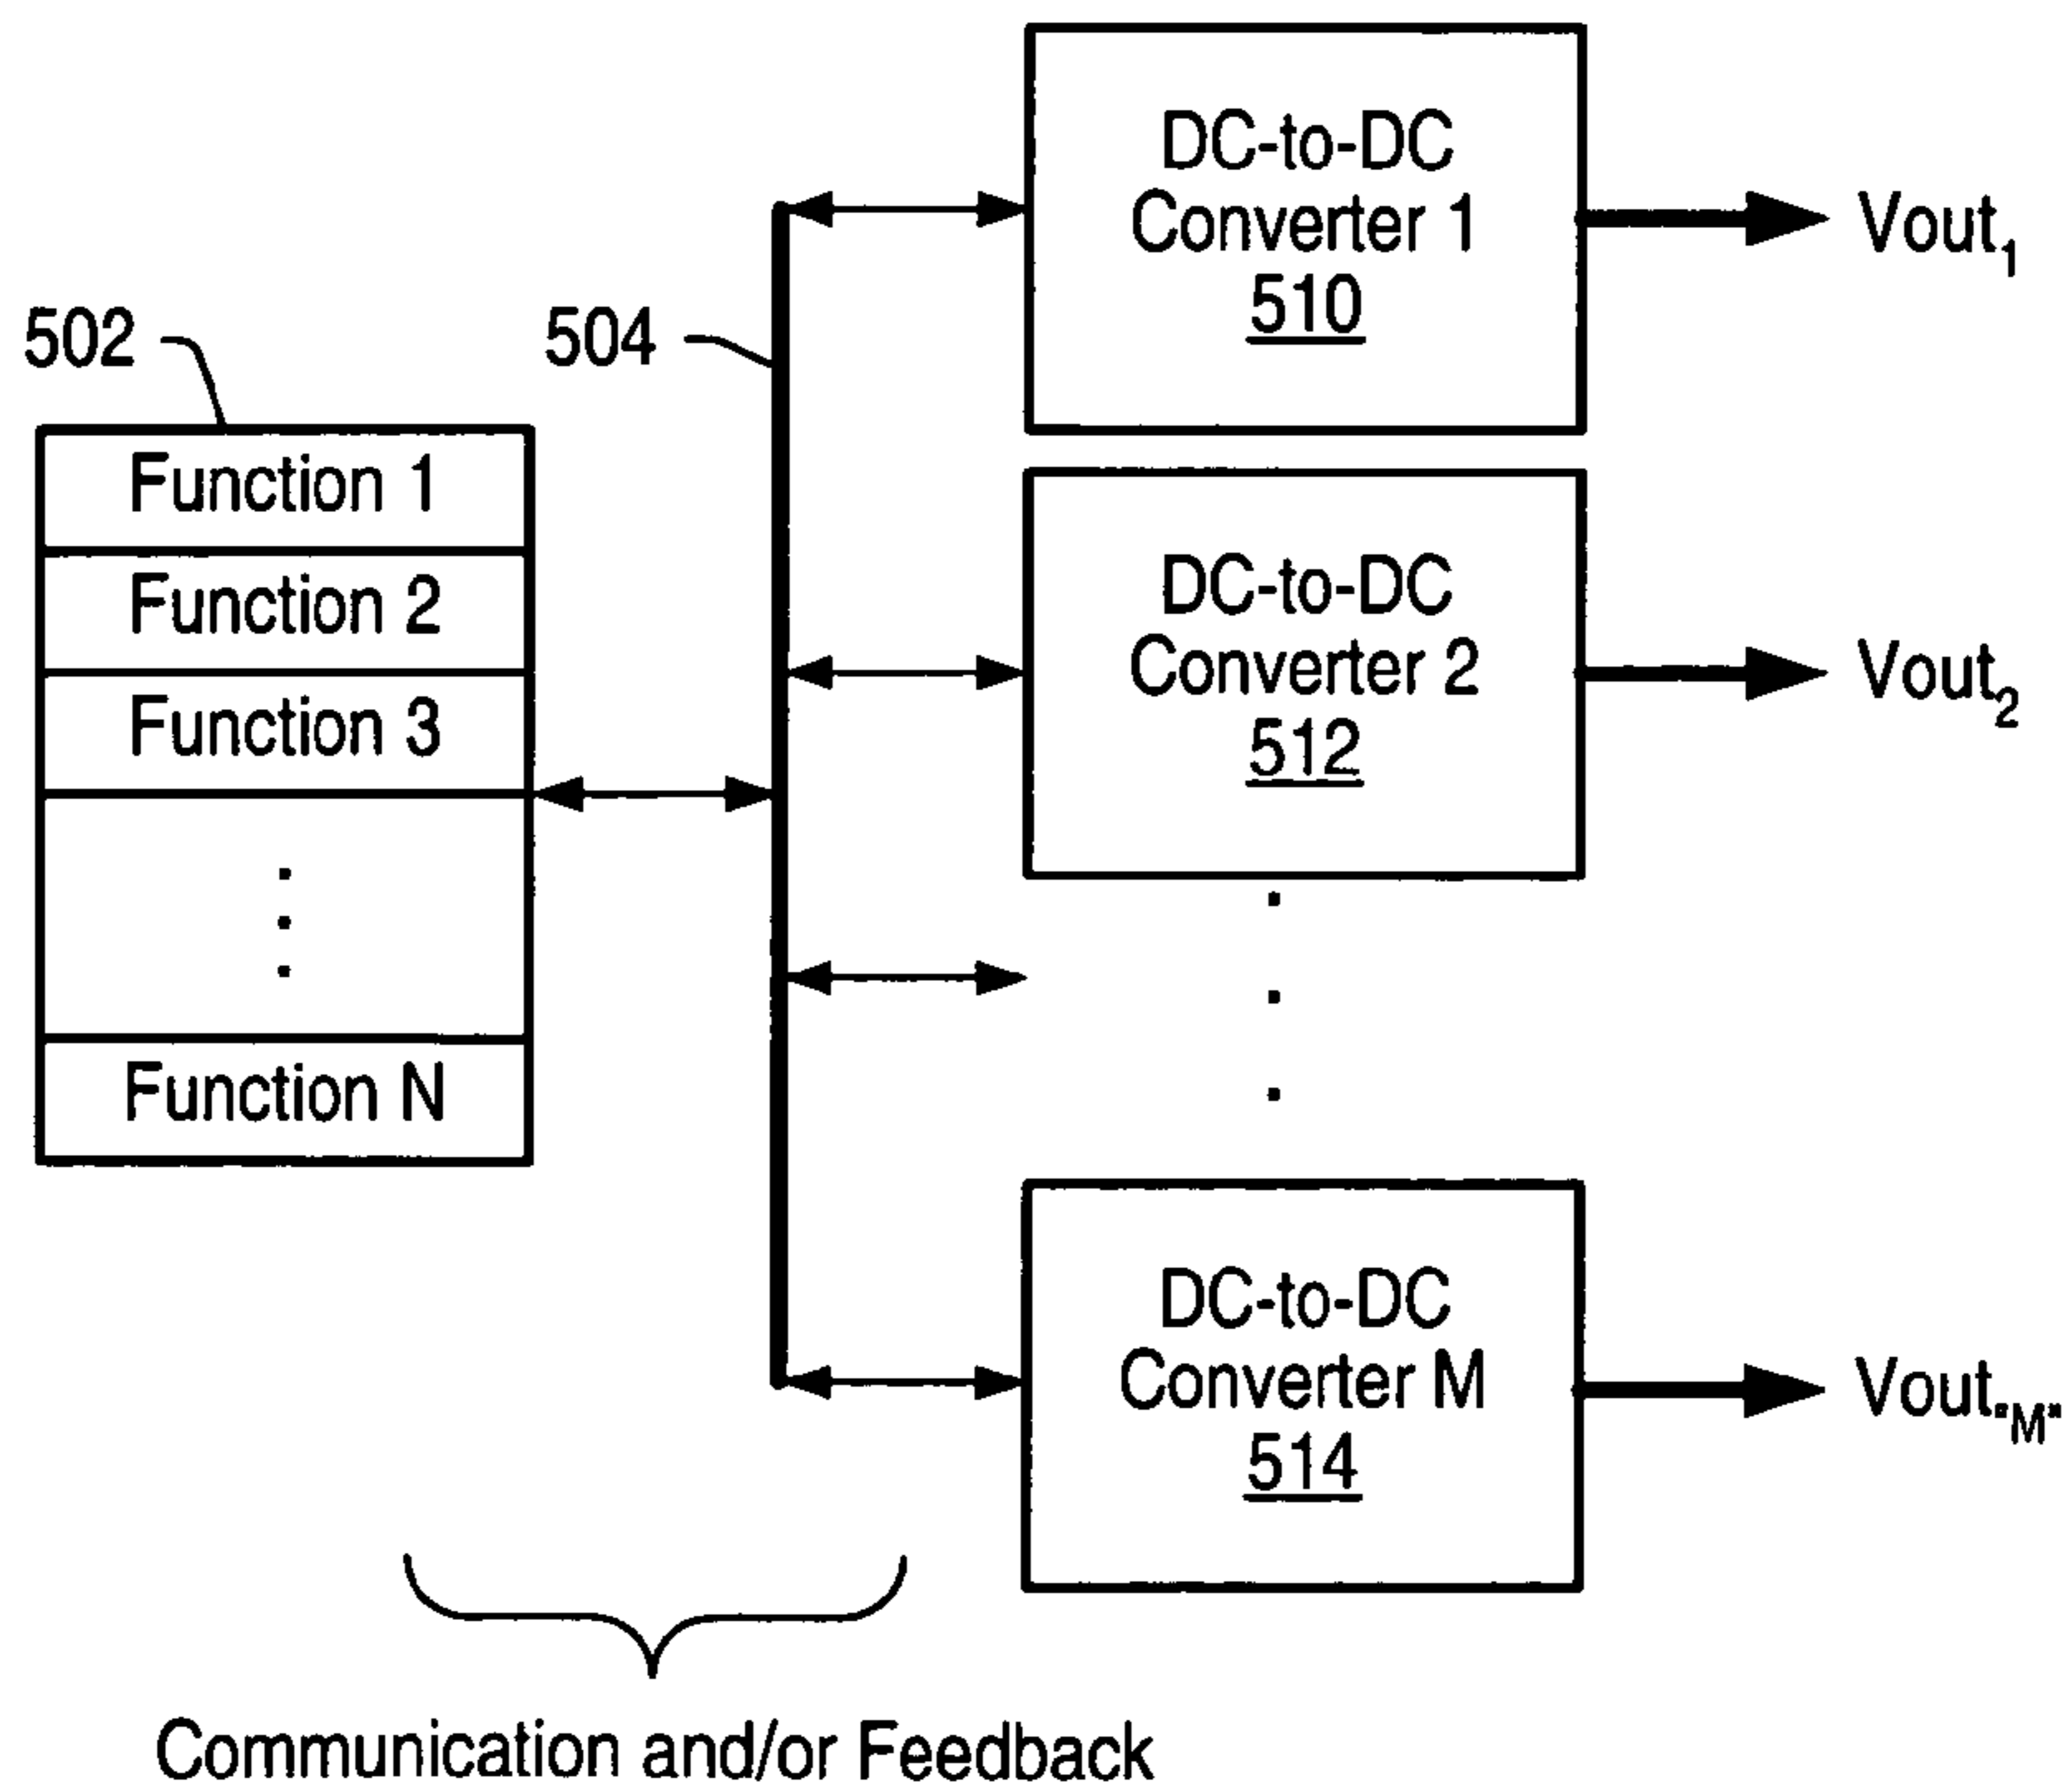 DC-to-DC
Converter 1
510
Vout1
502
504
Function 1
Function 2
Function 3
Function N
DC-to-DC
Converter 2
512
Vout2
DC-to-DC
Converter M
514
Vout"M"
Communication and/or Feedback